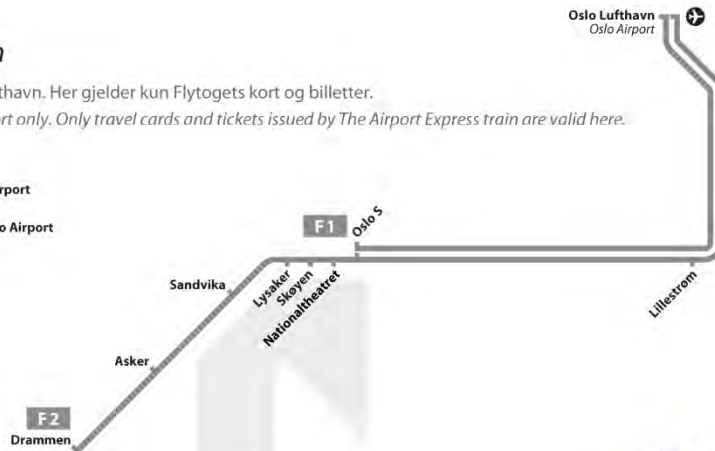 Oslo Lufthavn
Oslo Airport
thavn. Her gjelder kun Flytogets kort og billetter.
ort only. Only travel cards and tickets issued by The Airport Express train are valid here.
irport
o Airport
F1
Oslo S
Sandvika
Lysaker
Skøyen
Nationaltheatret
Lillestrøm
Asker
F2
Drammen